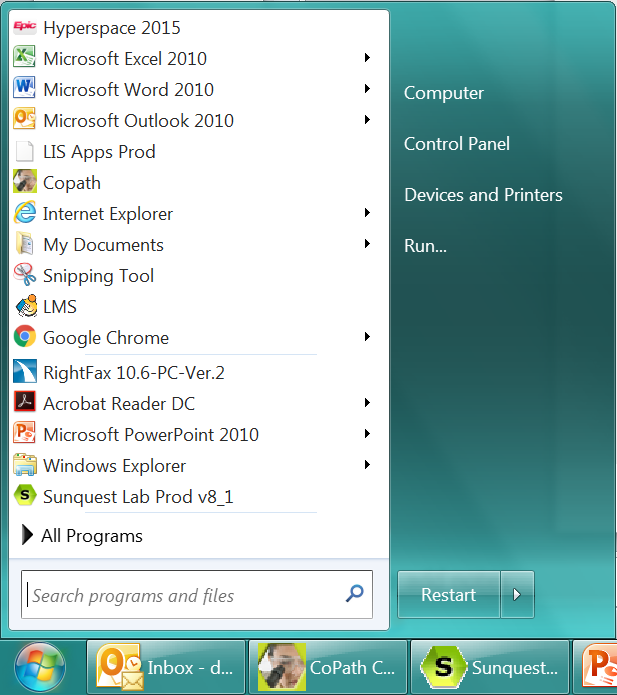 Epic Hyperspace 2015
Microsoft Excel 2010
Microsoft Word 2010
Microsoft Outlook 2010
LIS Apps Prod
Copath
Internet Explorer
My Documents
Snipping Tool
LMS
Google Chrome
RightFax 10.6-PC-Ver.2
Acrobat Reader DC
Microsoft PowerPoint 2010
Windows Explorer
S Sunquest Lab Prod v8_1
All Programs
Search programs and files
Computer
Control Panel
Devices and Printers
Run...
Restart
Inbox - d...
CoPath C...
S Sunquest...